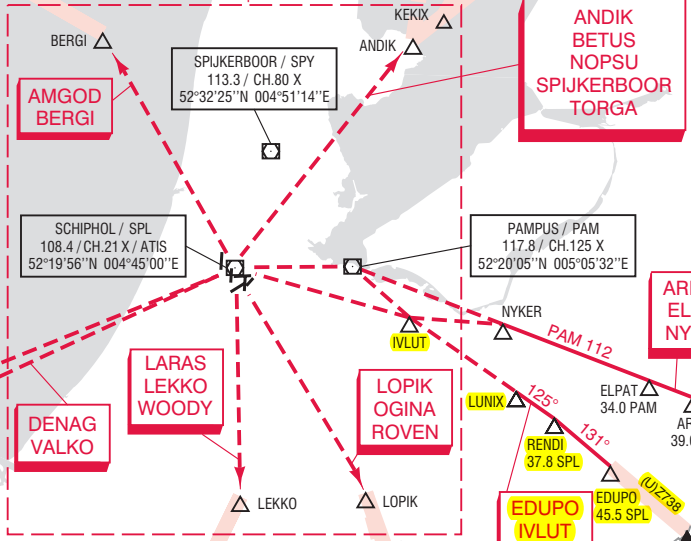 KEKIX
BERGI
ANDIK
SPIJKERBOOR / SPY
113.3 / CH.80 X
52°32'25''N 004°51'14''E
ANDIK
BETUS
NOPSU
SPIJKERBOOR
TORGA
AMGOD
BERGI
SCHIPHOL / SPL
108.4 / CH.21 X / ATIS
52°19'56''N 004°45'00''E
PAMPUS / PAM
117.8 / CH.125 X
52°20'05''N 005°05'32''E
NYKER
IVLUT
PAM 112
LARAS
LEKKO
WOODY
LOPIK
OGINA
ROVEN
DENAG
VALKO
ELPAT
34.0 PAM
LUNIX
125°
RENDI
37.8 SPL
131°
EDUPO
45.5 SPL
(U)Z738
EDUPO
IVLUT
LEKKO
LOPIK